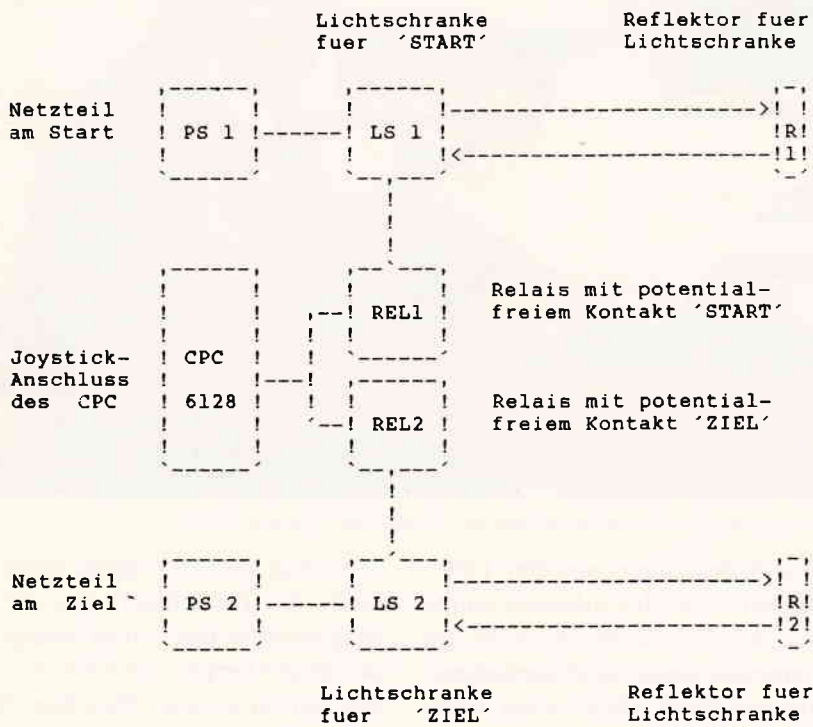 Lichtschranke Reflektor fuer
fuer ´START´ Lichtschranke
Netzteil
am Start PS 1 LS 1 R
1
Relais mit potential-
REL1 freiem Kontakt ´START´
Joystick- CPC
Anschluss
des CPC 6128 REL2 Relais mit potential-
freiem Kontakt ´ZIEL´
Netzteil
am Ziel PS 2 LS 2 R
2
Lichtschranke Reflektor fuer
fuer ´ZIEL´ Lichtschranke